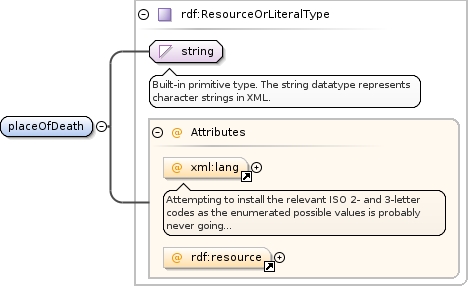 rdf:ResourceOrLiteralType
string
Built-in primitive type. The string datatype represents
character strings in XML.
placeOfDeath
@ Attributes
@ xml:lang
Attempting to install the relevant ISO 2- and 3-letter
codes as the enumerated possible values is probably
never going...
@ rdf:resource